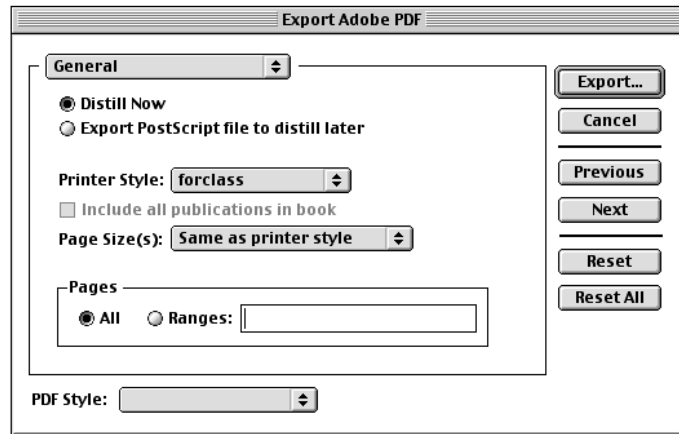 Export Adobe PDF
General
Export...
Distill Now
Export PostScript file to distill later
Cancel
Printer Style: forclass
Previous
Include all publications in book
Next
Page Size(s): Same as printer style
Reset
Pages
Reset All
All Ranges:
PDF Style: